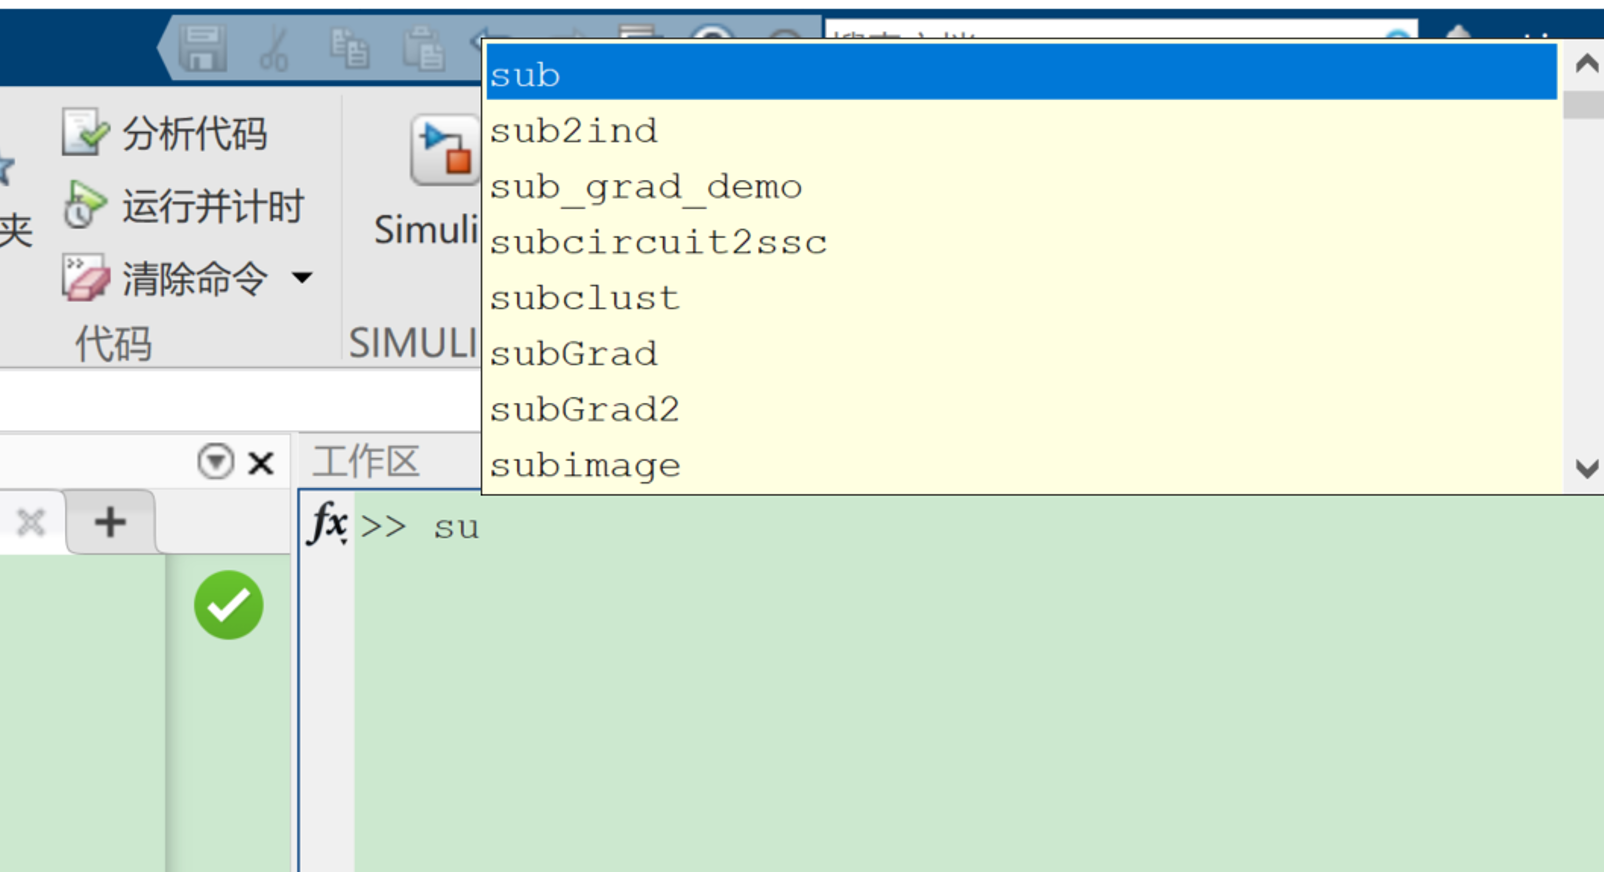 sub
sub2ind
sub_grad_demo
subcircuit2ssc
subclust
subGrad
subGrad2
subimage
分析代码
运行并计时
夹
清除命令
代码
Simuli
SIMULI
工作区
fx >> su